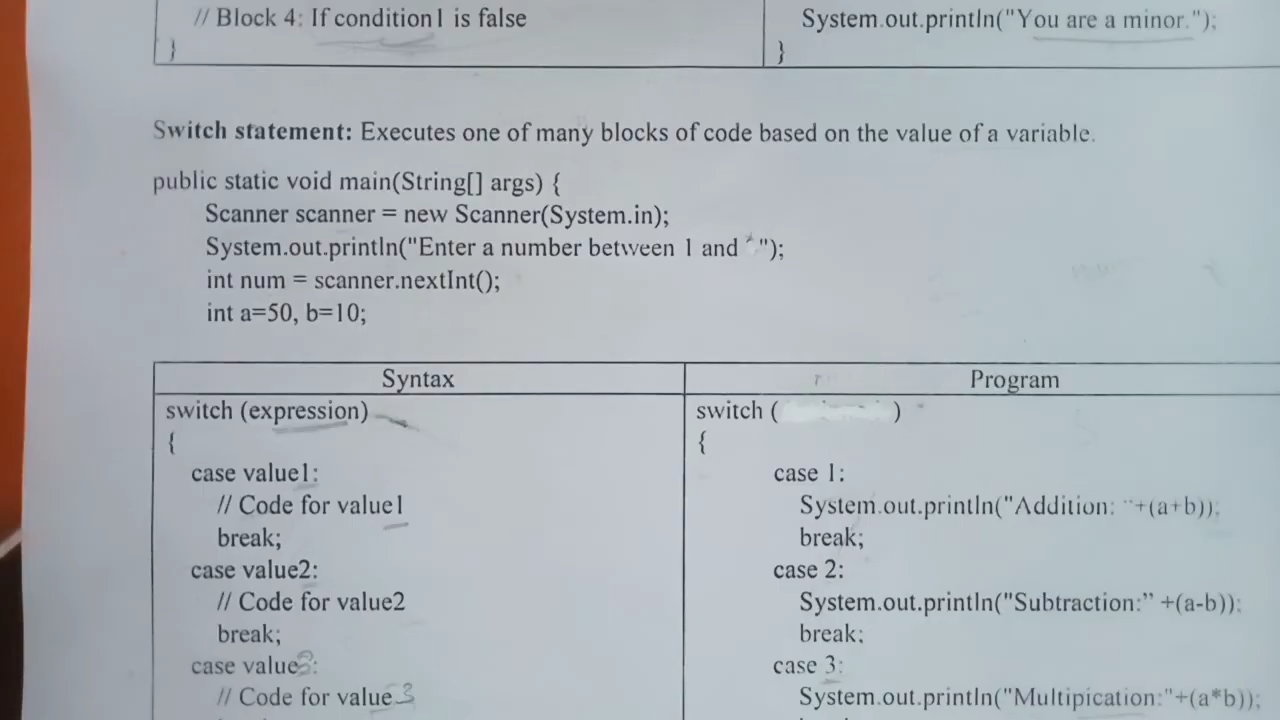 // Block 4: If condition1 is false
}
System.out.println("You are a minor.");
}
Switch statement: Executes one of many blocks of code based on the value of a variable.
public static void main(String[] args) {
Scanner scanner = new Scanner(System.in);
System.out.println("Enter a number between 1 and ");
int num = scanner.nextInt();
int a=50, b=10;
Syntax
switch (expression)
{
case value1:
// Code for value1
break;
case value2:
// Code for value2
break;
case value3:
// Code for value 3
Program
switch ( )
{
case 1:
System.out.println("Addition: "+(a+b));
break;
case 2:
System.out.println("Subtraction:” +(a-b));
break;
case 3:
System.out.println("Multipication:"+(a*b));